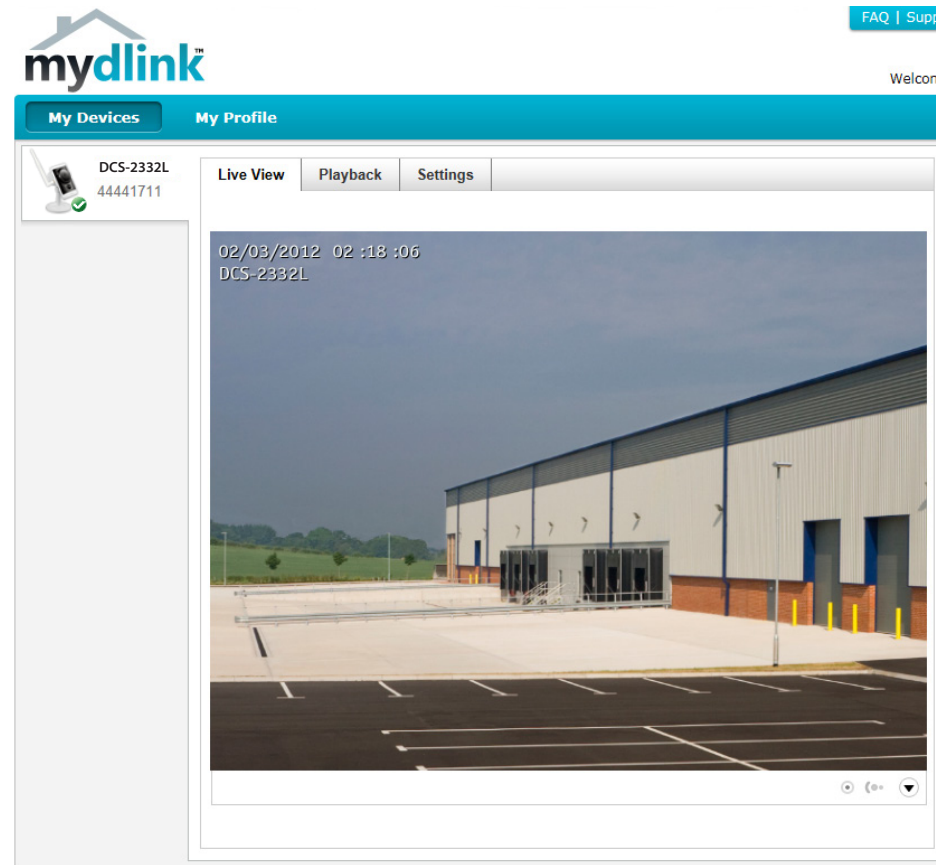 FAQ | Supp
mydlink™
Welcon
My Devices My Profile
DCS-2332L
44441711
Live View Playback Settings
02/03/2012 02 :18 :06
DCS-2332L